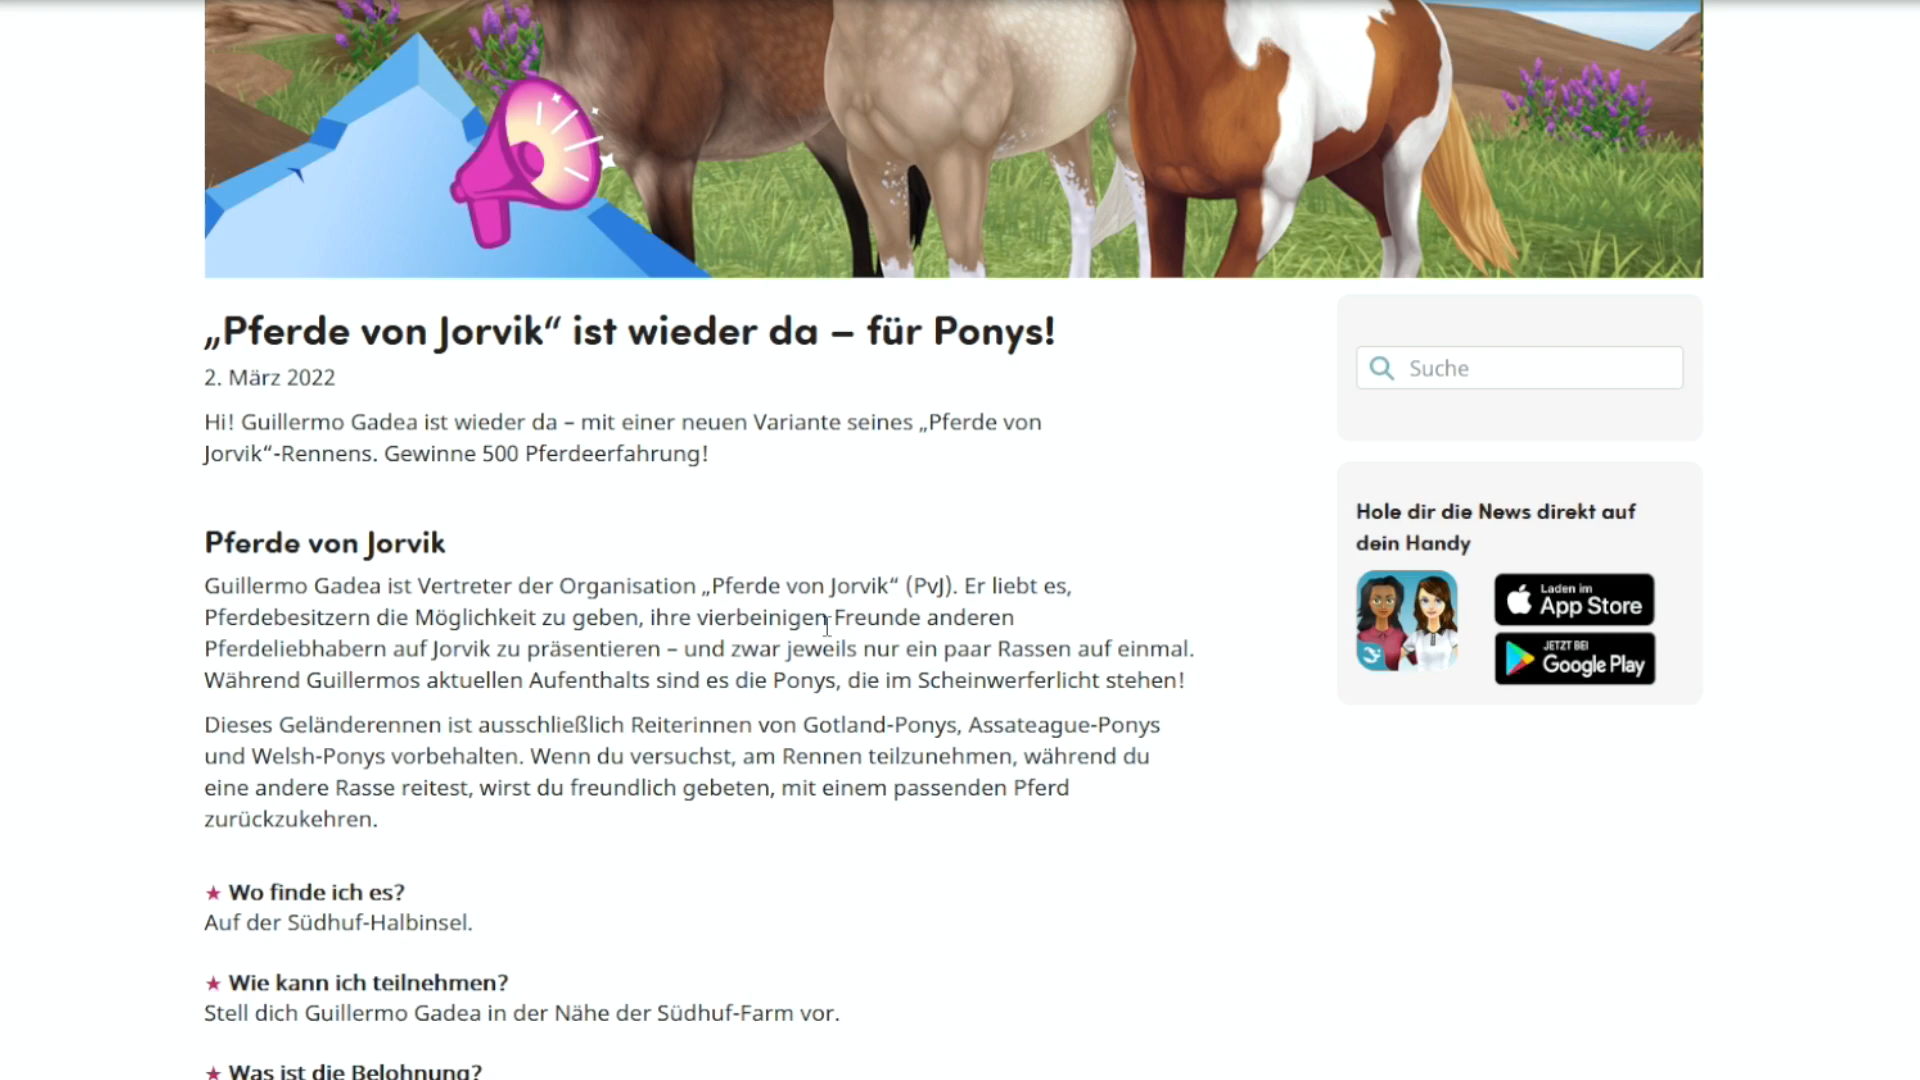 „Pferde von Jorvik“ ist wieder da – für Ponys!
2. März 2022
Hi! Guillermo Gadea ist wieder da – mit einer neuen Variante seines „Pferde von
Jorvik“-Rennens. Gewinne 500 Pferdeerfahrung!
Pferde von Jorvik
Guillermo Gadea ist Vertreter der Organisation „Pferde von Jorvik“ (PvJ). Er liebt es,
Pferdebesitzern die Möglichkeit zu geben, ihre vierbeinigen Freunde anderen
Pferdeliebhabern auf Jorvik zu präsentieren – und zwar jeweils nur ein paar Rassen auf einmal.
Während Guillermos aktuellen Aufenthalts sind es die Ponys, die im Scheinwerferlicht stehen!
Dieses Geländerennen ist ausschließlich Reiterinnen von Gotland-Ponys, Assateague-Ponys
und Welsh-Ponys vorbehalten. Wenn du versuchst, am Rennen teilzunehmen, während du
eine andere Rasse reitest, wirst du freundlich gebeten, mit einem passenden Pferd
zurückzukehren.
★ Wo finde ich es?
Auf der Südhuf-Halbinsel.
★ Wie kann ich teilnehmen?
Stell dich Guillermo Gadea in der Nähe der Südhuf-Farm vor.
★ Was ist die Belohnung?
Suche
Hole dir die News direkt auf
dein Handy
Laden im
App Store
JETZT BEI
Google Play